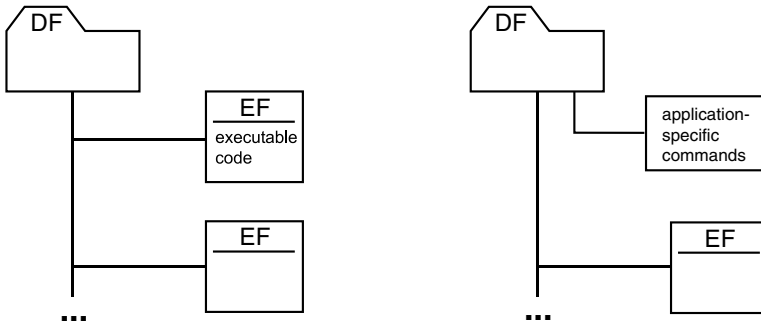 DF
EF
executable
code
EF
...
DF
application-
specific
commands
EF
...